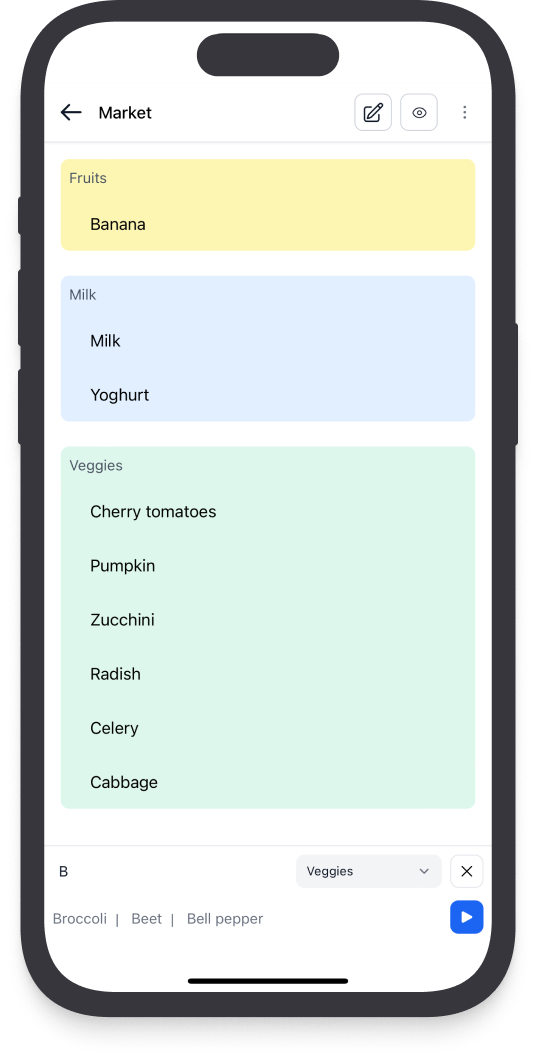 Market
Fruits
Banana
Milk
Milk
Yoghurt
Veggies
Cherry tomatoes
Pumpkin
Zucchini
Radish
Celery
Cabbage
B Veggies
Broccoli | Beet | Bell pepper